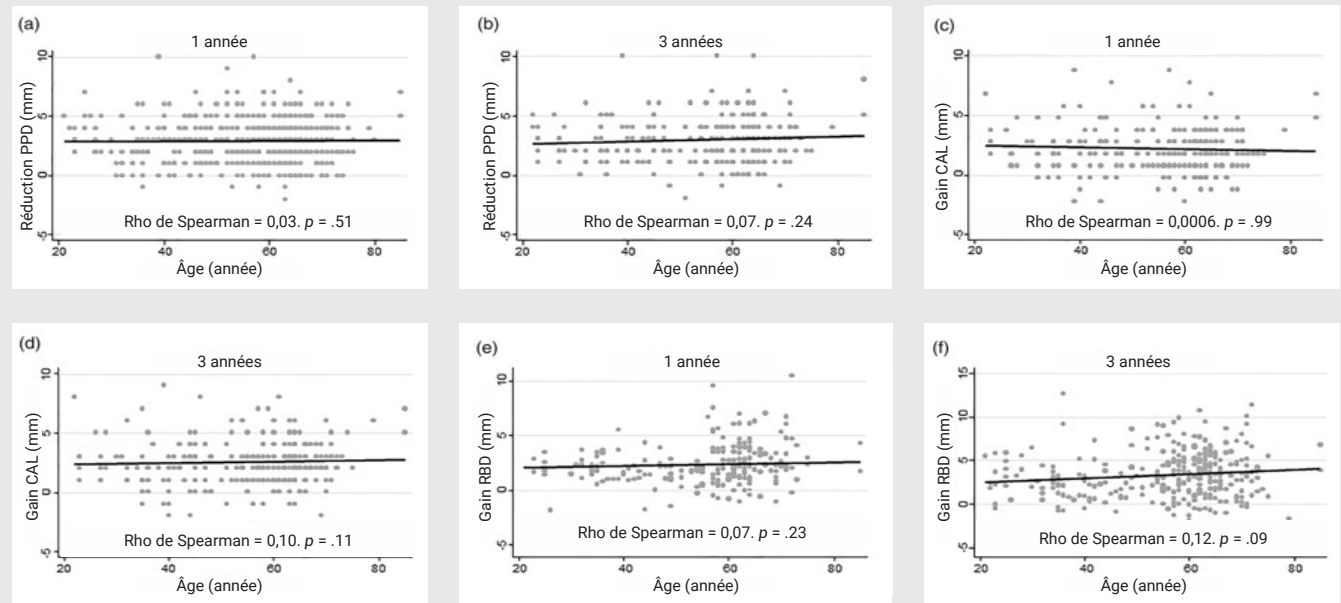 (a)
1 année
Réduction PPD (mm)
10
5
0
-5
20
40
60
80
Rho de Spearman = 0,03. p = .51
Âge (année)
(b)
3 années
Réduction PPD (mm)
10
5
0
-5
20
40
60
80
Rho de Spearman = 0,07. p = .24
Âge (année)
(c)
1 année
Gain CAL (mm)
10
5
0
-5
20
40
60
80
Rho de Spearman = 0,0006. p = .99
Âge (année)
(d)
3 années
Gain CAL (mm)
10
5
0
-5
20
40
60
80
Rho de Spearman = 0,10. p = .11
Âge (année)
(e)
1 année
Gain RBD (mm)
10
5
0
-5
20
40
60
80
Rho de Spearman = 0,07. p = .23
Âge (année)
(f)
3 années
Gain RBD (mm)
15
10
5
0
-5
20
40
60
80
Rho de Spearman = 0,12. p = .09
Âge (année)